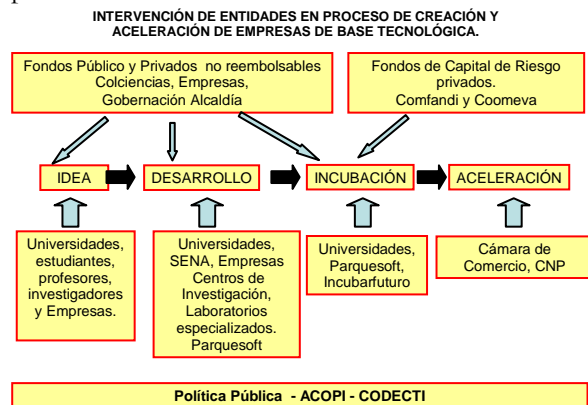 INTERVENCIÓN DE ENTIDADES EN PROCESO DE CREACIÓN Y
ACELERACIÓN DE EMPRESAS DE BASE TECNOLÓGICA.
Fondos Público y Privados no reembolsables
Colciencias, Empresas,
Gobernación Alcaldía
Fondos de Capital de Riesgo
privados.
Comfandi y Coomeva
IDEA
DESARROLLO
INCUBACIÓN
ACELERACIÓN
Universidades,
estudiantes,
profesores,
investigadores
y Empresas.
Universidades,
SENA, Empresas
Centros de
Investigación,
Laboratorios
especializados.
Parquesoft
Universidades,
Parquesoft,
Incubarfuturo
Cámara de
Comercio, CNP
Política Pública - ACOPI - CODECTI